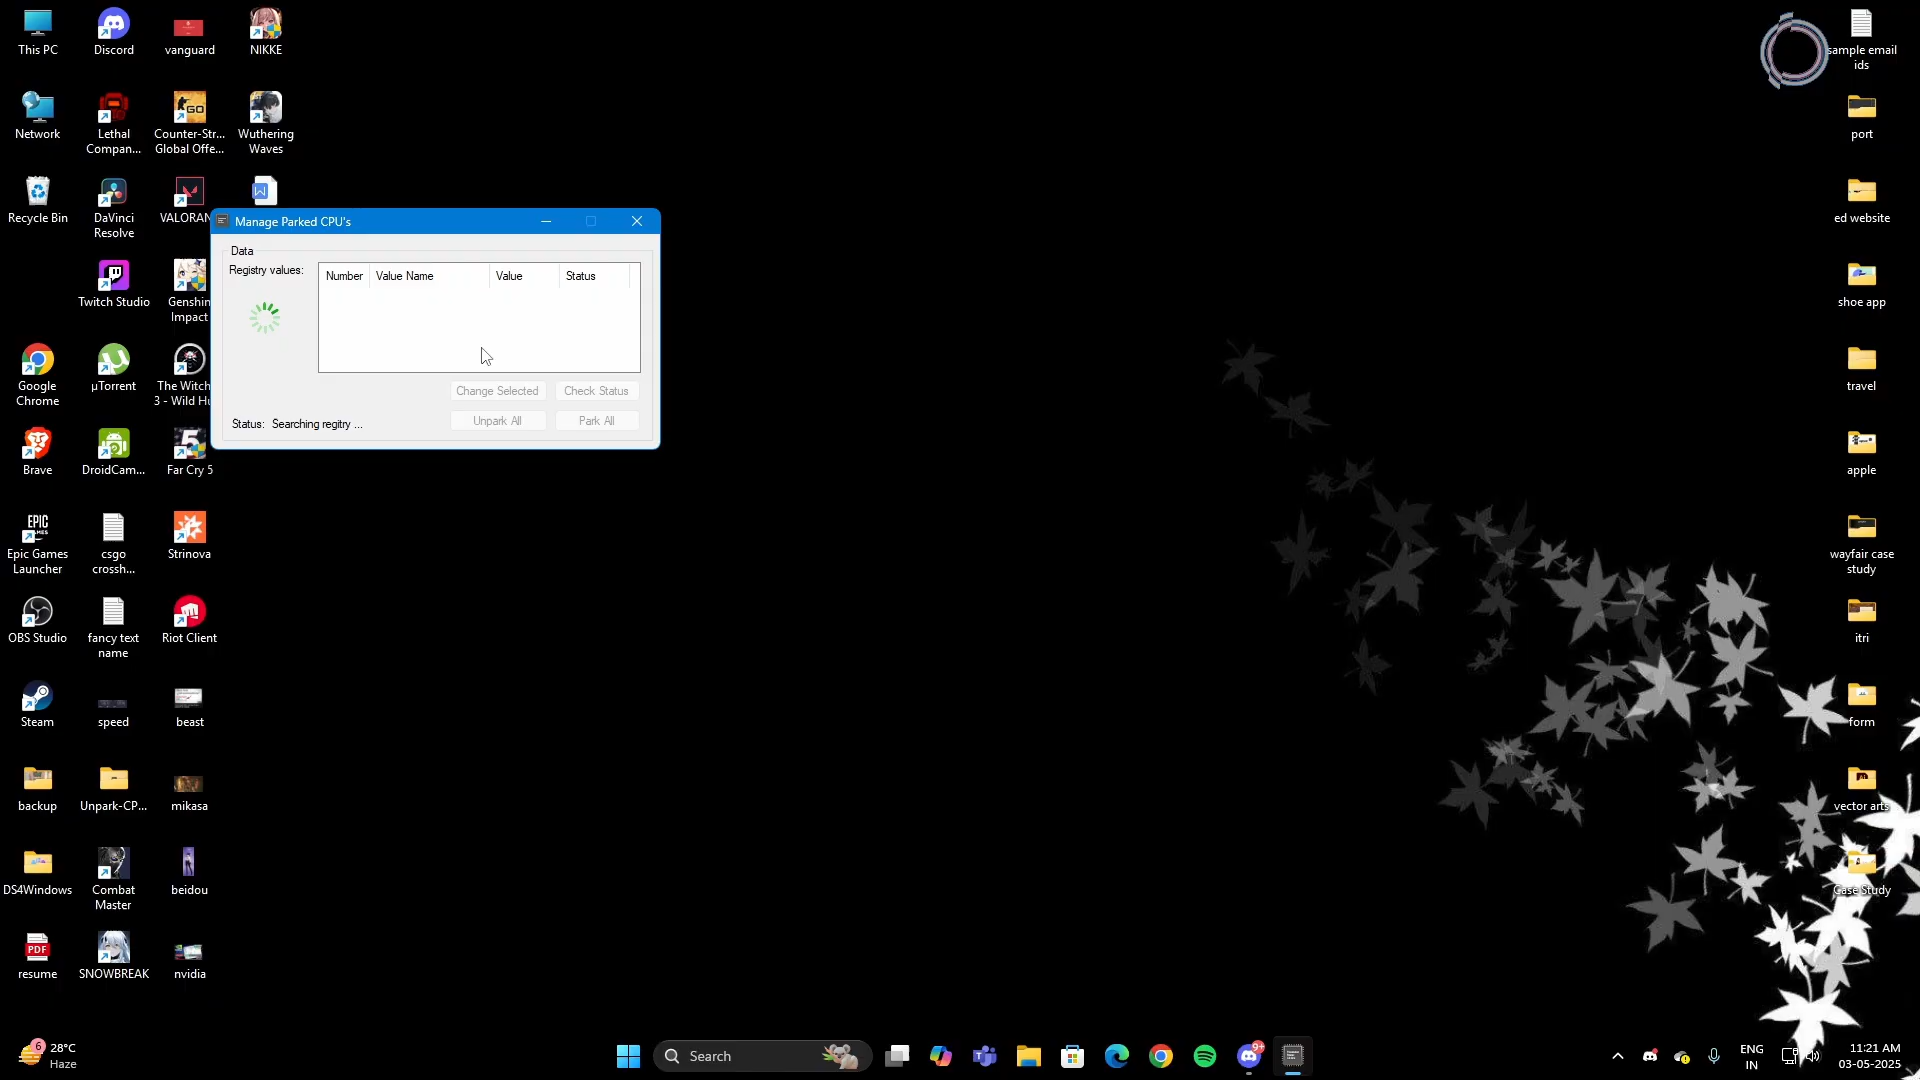 This PC
Discord
vanguard
NIKKE
sample email
ids
Network
Lethal
Compan...
Counter-Str...
Global Offe...
Wuthering
Waves
port
Recycle Bin
DaVinci
Resolve
VALORAN
ed website
Manage Parked CPU's
Data
Registry values:
Number
Value Name
Value
Status
Change Selected
Check Status
Status: Searching regitry ...
Unpark All
Park All
Twitch Studio
Genshin
Impact
shoe app
Google
Chrome
µTorrent
The Witch
3 - Wild Hu
travel
Brave
DroidCam...
Far Cry 5
apple
EPIC
GAMES
Epic Games
Launcher
csgo
crossh...
Strinova
wayfair case
study
OBS Studio
fancy text
name
Riot Client
itri
Steam
speed
beast
form
backup
Unpark-CP...
mikasa
vector arts
DS4Windows
Combat
Master
beidou
Case Study
PDF
resume
SNOWBREAK
nvidia
6
28°C
Haze
Search
9+
ENG
IN
11:21 AM
03-05-2025